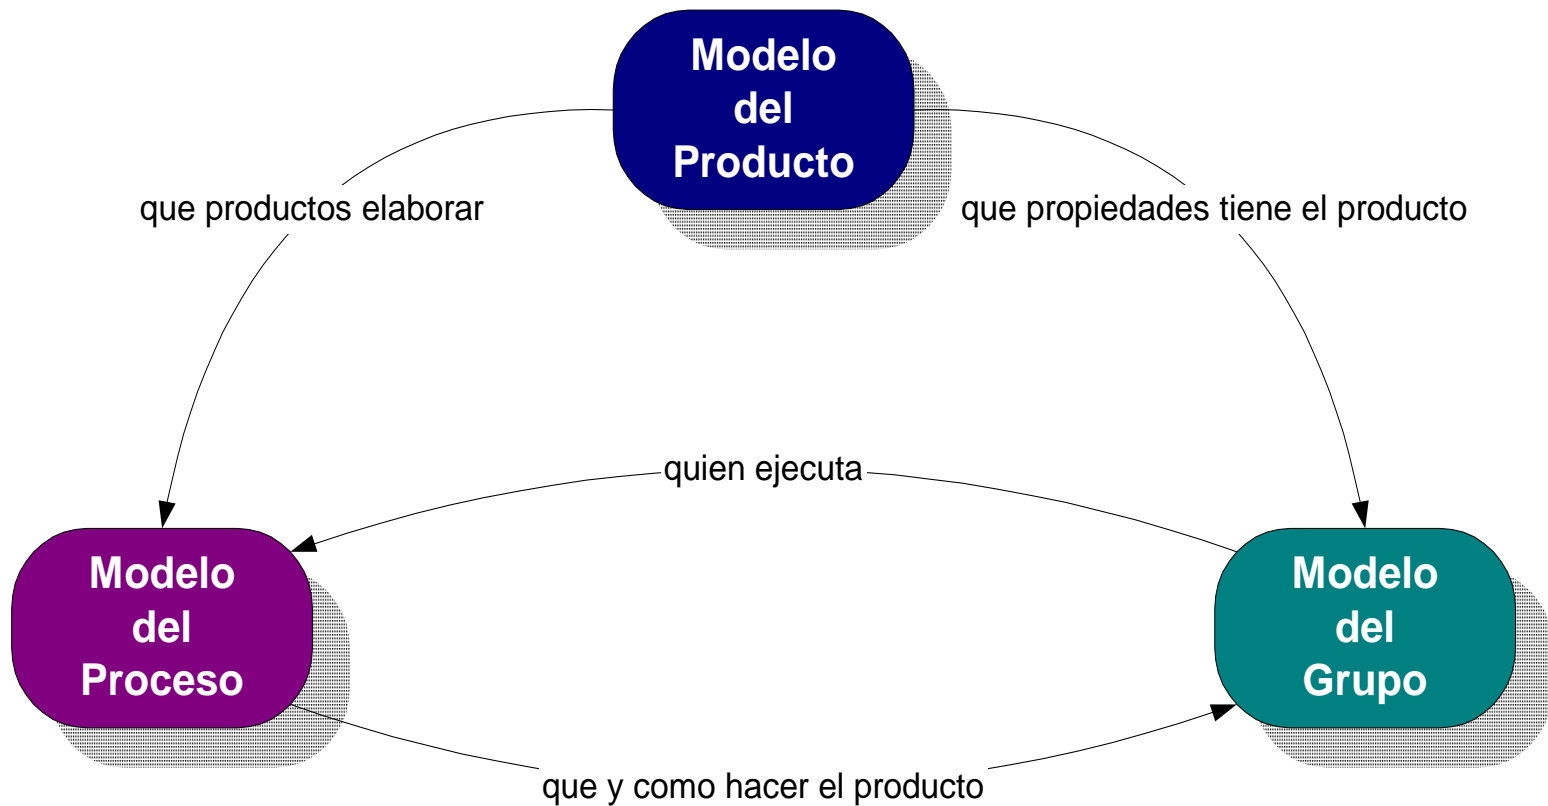 Modelo
del
Producto
que productos elaborar
que propiedades tiene el producto
quien ejecuta
Modelo
del
Proceso
Modelo
del
Grupo
que y como hacer el producto